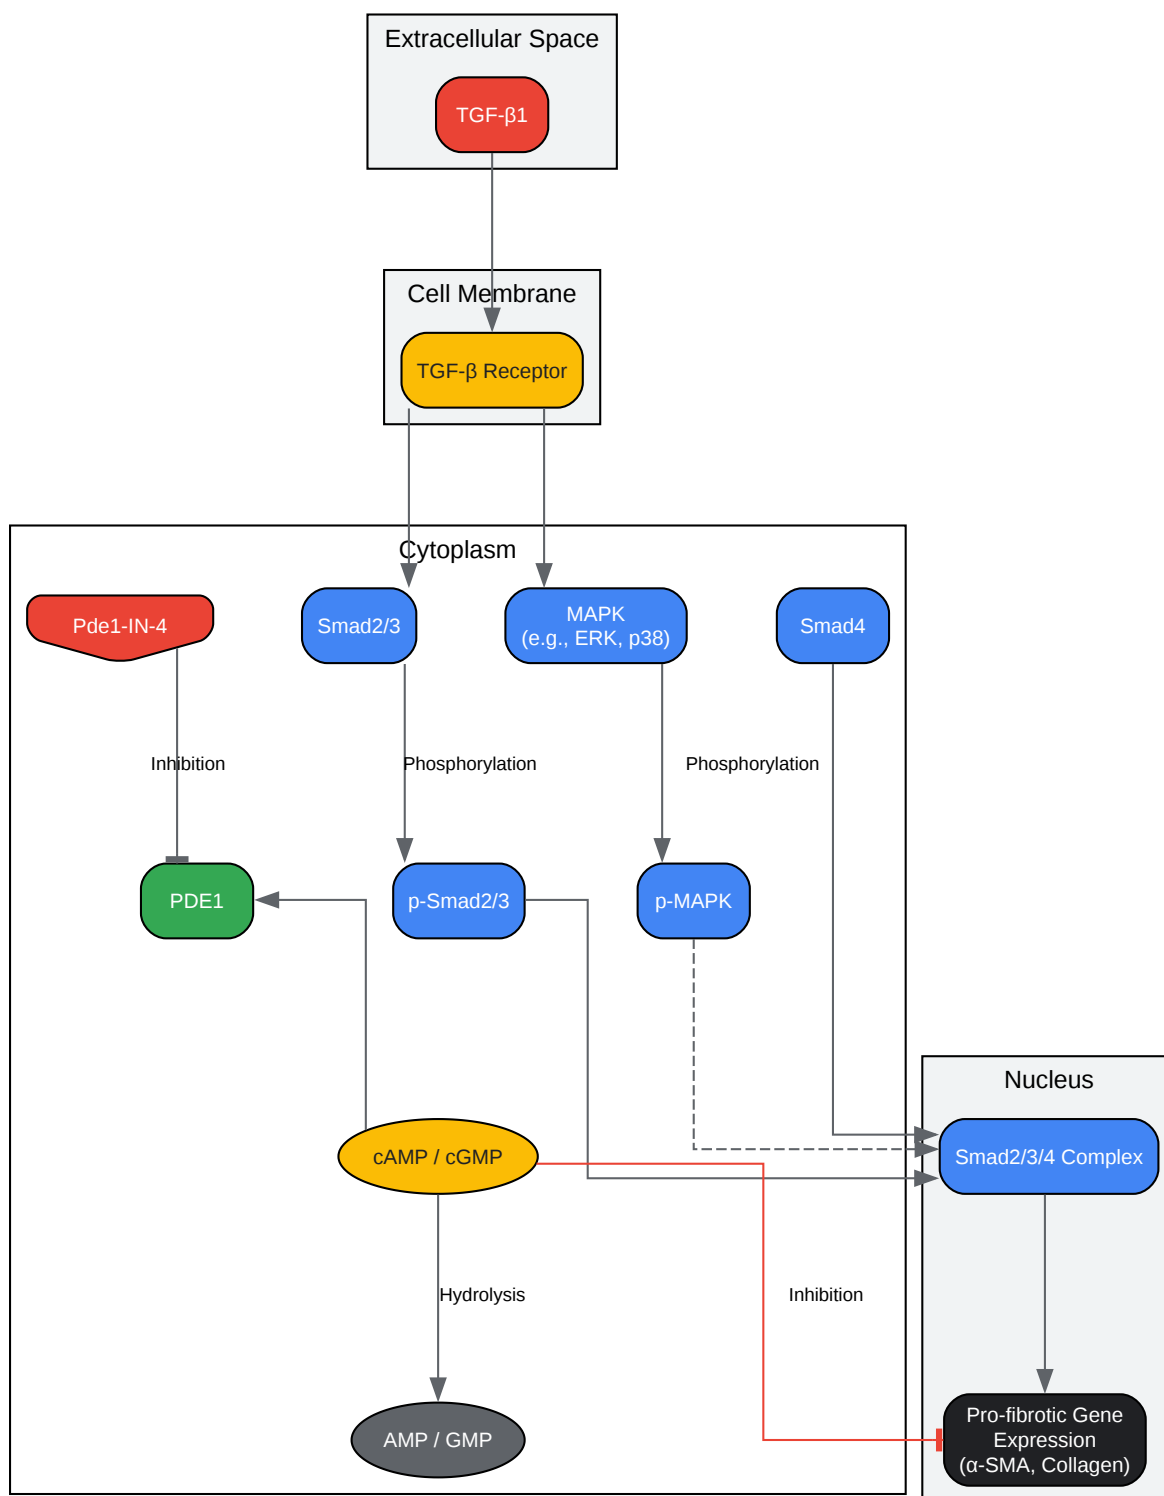 Extracellular Space
TGF-β1
Cell Membrane
TGF-β Receptor
Cytoplasm
Pde1-IN-4
Smad2/3
MAPK
(e.g., ERK, p38)
Smad4
Inhibition
Phosphorylation
Phosphorylation
PDE1
p-Smad2/3
p-MAPK
Nucleus
cAMP / cGMP
Smad2/3/4 Complex
Hydrolysis
Inhibition
AMP / GMP
Pro-fibrotic Gene
Expression
(α-SMA, Collagen)